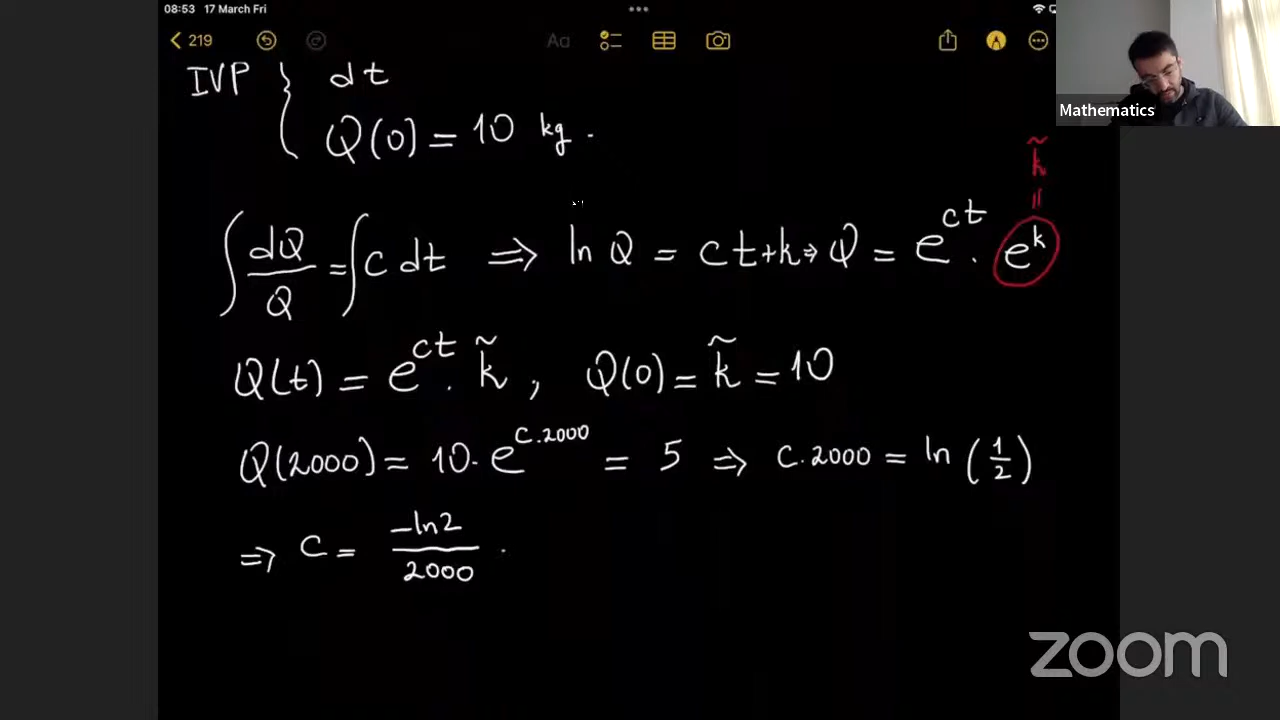 08:53 17 March Fri
219
Aa
Mathematics
IVP { dt
Q(0) = 10 kg.
k̃
=
∫ dQ/Q = ∫ c dt ⇒ ln Q = ct+k ⇒ Q = e^{ct} . e^k
Q(t) = e^{ct} . k̃ , Q(0) = k̃ = 10
Q(2000) = 10 . e^{c.2000} = 5 ⇒ c.2000 = ln (1/2)
⇒ c = -ln2/2000 .
zoom